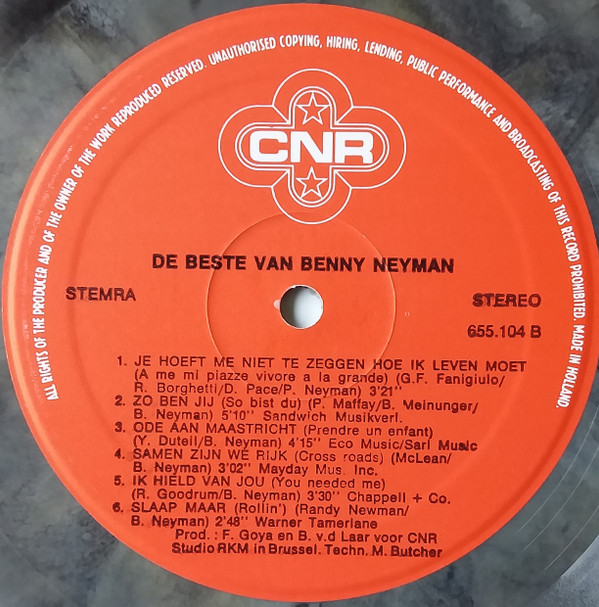 ALL RIGHTS OF THE PRODUCER AND OF THE OWNER OF THE WORK REPRODUCED RESERVED. UNAUTHORISED COPYING, HIRING, LENDING, PUBLIC PERFORMANCE AND BROADCASTING OF THIS RECORD PROHIBITED. MADE IN HOLLAND.
CNR
DE BESTE VAN BENNY NEYMAN
STEMRA
STEREO
655.104 B
1. JE HOEFT ME NIET TE ZEGGEN HOE IK LEVEN MOET
(A me mi piazze vivore a la grande) (G.F. Fanigiulo/
R. Borghetti/D. Pace/P. Neyman) 3'21"
2. ZO BEN JIJ (So bist du) (P. Maffay/B. Meinunger/
B. Neyman) 5'10" Sandwich Musikverl.
3. ODE AAN MAASTRICHT (Prendre un enfant)
(Y. Duteil/B. Neyman) 4'15" Eco Music/Sarl Music
4. SAMEN ZIJN WE RIJK (Cross roads) (McLean/
B. Neyman) 3'02" Mayday Mus. Inc.
5. IK HIELD VAN JOU (You needed me)
(R. Goodrum/B. Neyman) 3'30" Chappell + Co.
6. SLAAP MAAR (Rollin') (Randy Newman/
B. Neyman) 2'48" Warner Tamerlane
Prod. : F. Goya en B. v.d Laar voor CNR
Studio RKM in Brussel. Techn. M. Butcher